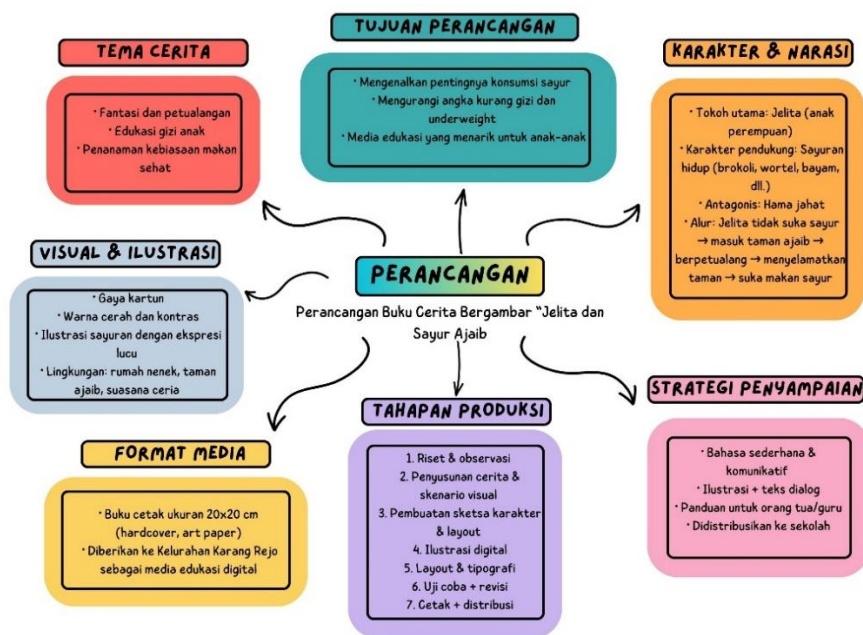 TEMA CERITA
• Fantasi dan petualangan
• Edukasi gizi anak
• Penanaman kebiasaan makan
sehat
TUJUAN PERANCANGAN
• Mengenalkan pentingnya konsumsi sayur
• Mengurangi angka kurang gizi dan
underweight
• Media edukasi yang menarik untuk anak-anak
KARAKTER & NARASI
• Tokoh utama: Jelita (anak
perempuan)
• Karakter pendukung: Sayuran
hidup (brokoli, wortel, bayam,
dll.)
• Antagonis: Hama jahat
• Alur: Jelita tidak suka sayur
→ masuk taman ajaib →
berpetualang → menyelamatkan
taman → suka makan sayur
VISUAL & ILUSTRASI
• Gaya kartun
• Warna cerah dan kontras
• Ilustrasi sayuran dengan ekspresi
lucu
• Lingkungan: rumah nenek, taman
ajaib, suasana ceria
PERANCANGAN
Perancangan Buku Cerita Bergambar "Jelita dan
Sayur Ajaib
FORMAT MEDIA
• Buku cetak ukuran 20x20 cm
(hardcover, art paper)
• Diberikan ke Kelurahan Karang Rejo
sebagai media edukasi digital
TAHAPAN PRODUKSI
1. Riset & observasi
2. Penyusunan cerita &
skenario visual
3. Pembuatan sketsa karakter
& layout
4. Ilustrasi digital
5. Layout & tipografi
6. Uji coba + revisi
7. Cetak + distribusi
STRATEGI PENYAMPAIAN
• Bahasa sederhana &
komunikatif
• Ilustrasi + teks dialog
• Panduan untuk orang tua/guru
• Didistribusikan ke sekolah